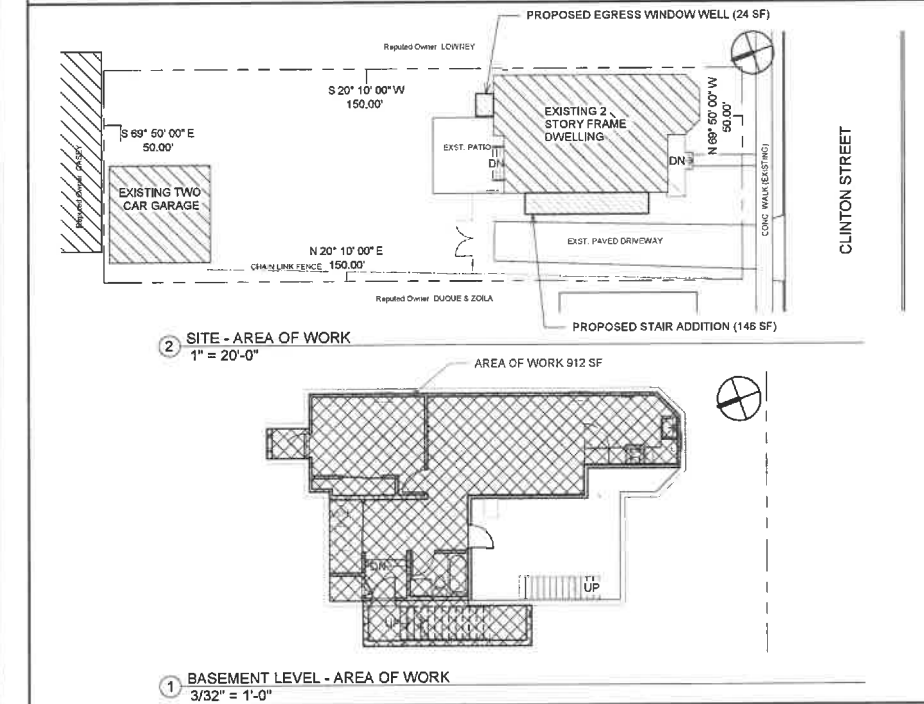 PROPOSED EGRESS WINDOW WELL (24 SF)
Reputed Owner LOWREY
S 20° 10' 00" W
150.00'
S 69° 50' 00" E
50.00'
EXISTING 2
STORY FRAME
DWELLING
N 69° 50' 00" W
50.00'
EXST. PATIO
DN
DN
Reputed Owner CASEY
EXISTING TWO
CAR GARAGE
CONC WALK (EXISTING)
CLINTON STREET
EXST. PAVED DRIVEWAY
N 20° 10' 00" E
CHAIN LINK FENCE 150.00'
Reputed Owner DUQUE & ZOILA
PROPOSED STAIR ADDITION (146 SF)
2 SITE - AREA OF WORK
1" = 20'-0"
AREA OF WORK 912 SF
DN
UP
UP
1 BASEMENT LEVEL - AREA OF WORK
3/32" = 1'-0"